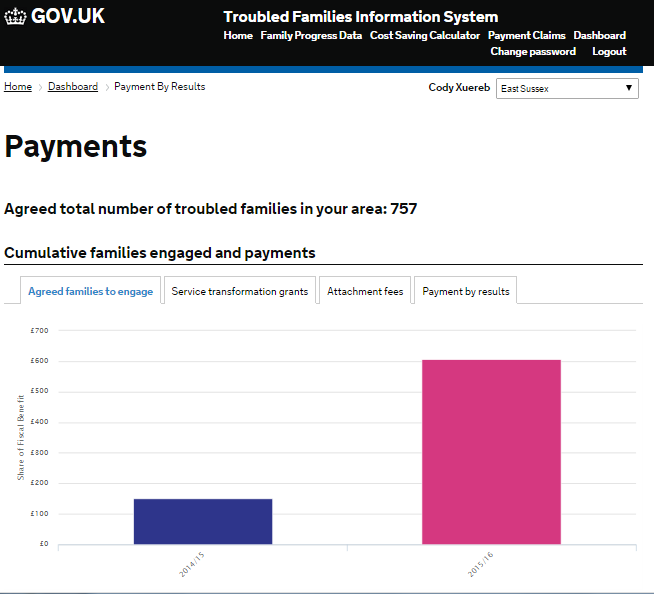 GOV.UK
Troubled Families Information System
Home Family Progress Data Cost Saving Calculator Payment Claims Dashboard
Change password Logout
Home > Dashboard > Payment By Results
Cody Xuereb East Sussex
Payments
Agreed total number of troubled families in your area: 757
Cumulative families engaged and payments
Agreed families to engage Service transformation grants Attachment fees Payment by results
Share of Fiscal Benefit
£700
£600
£500
£400
£300
£200
£100
£0
2014/15 2015/16